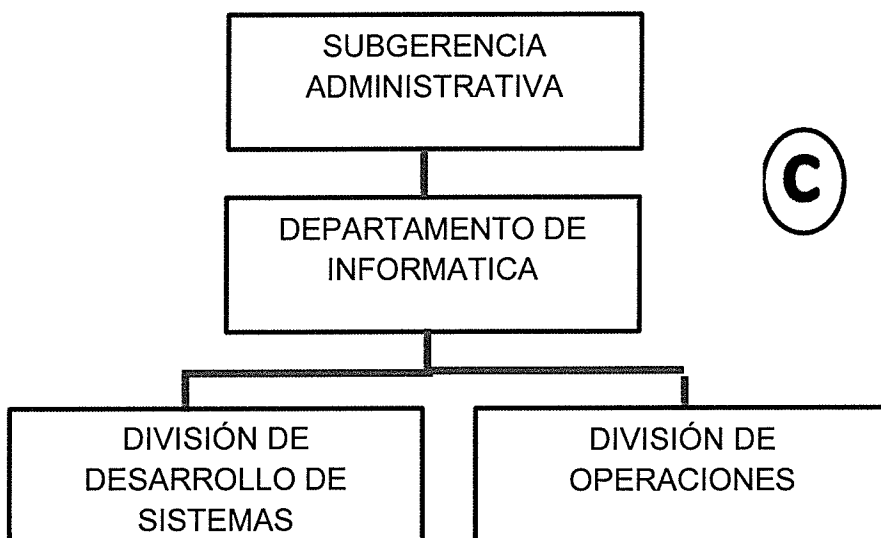 SUBGERENCIA
ADMINISTRATIVA
C
DEPARTAMENTO DE
INFORMATICA
DIVISIÓN DE
DESARROLLO DE
SISTEMAS
DIVISIÓN DE
OPERACIONES